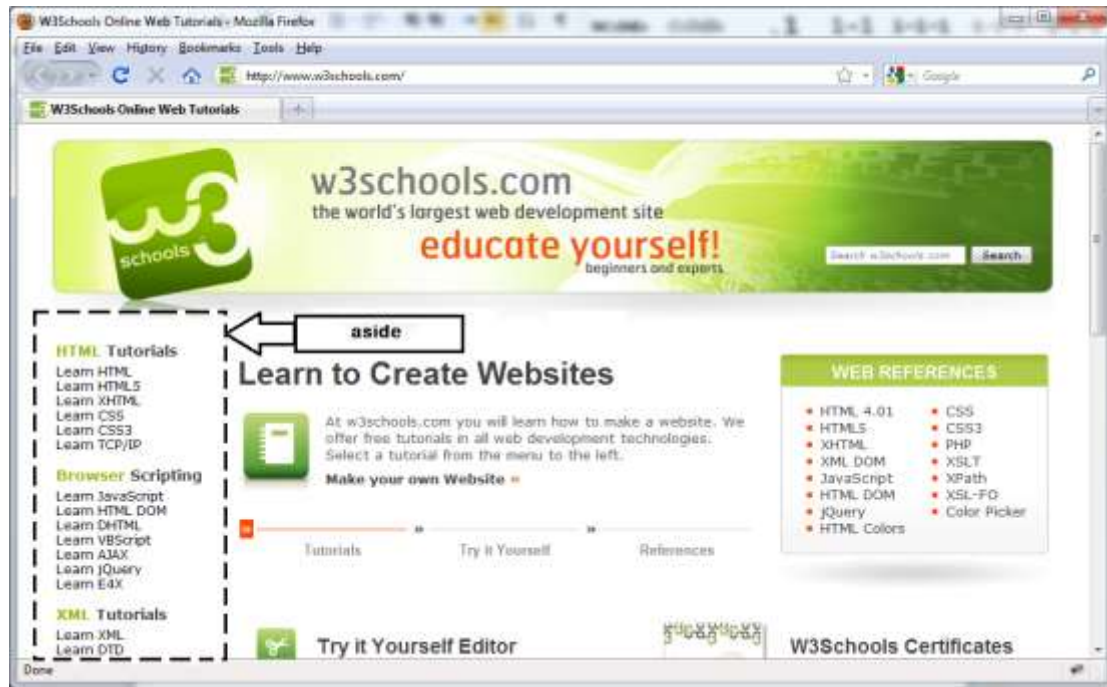 W3Schools Online Web Tutorials - Mozilla Firefox
File Edit View History Bookmarks Tools Help
http://www.w3schools.com/
Google
W3Schools Online Web Tutorials
w3schools.com
the world's largest web development site
educate yourself!
beginners and experts
w3 schools
Search w3schools.com Search
aside
HTML Tutorials
Learn HTML
Learn HTML5
Learn XHTML
Learn CSS
Learn CSS3
Learn TCP/IP
Browser Scripting
Learn JavaScript
Learn HTML DOM
Learn DHTML
Learn VBScript
Learn AJAX
Learn jQuery
Learn E4X
XML Tutorials
Learn XML
Learn DTD
Learn to Create Websites
At w3schools.com you will learn how to make a website. We
offer free tutorials in all web development technologies.
Select a tutorial from the menu to the left.
Make your own Website »
» » »
Tutorials Try it Yourself References
Try it Yourself Editor
WEB REFERENCES
HTML 4.01
HTML5
XHTML
XML DOM
JavaScript
HTML DOM
jQuery
HTML Colors
CSS
CSS3
PHP
XSLT
XPath
XSL-FO
Color Picker
W3Schools Certificates
Done